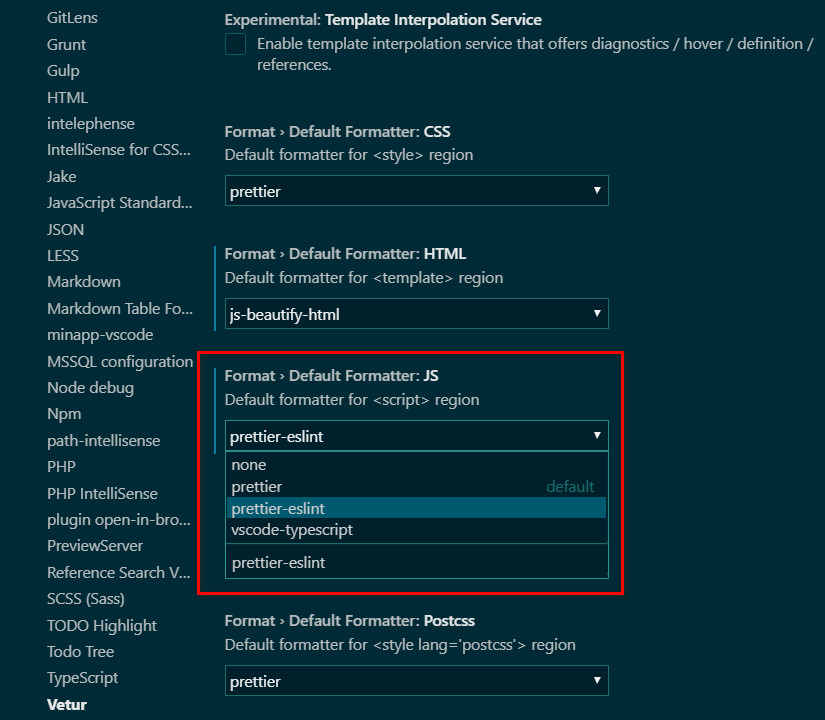 GitLens
Grunt
Gulp
HTML
intelephense
IntelliSense for CSS...
Jake
JavaScript Standard...
JSON
LESS
Markdown
Markdown Table Fo...
minapp-vscode
MSSQL configuration
Node debug
Npm
path-intellisense
PHP
PHP IntelliSense
plugin open-in-bro...
PreviewServer
Reference Search V...
SCSS (Sass)
TODO Highlight
Todo Tree
TypeScript
Vetur
Experimental: Template Interpolation Service
Enable template interpolation service that offers diagnostics / hover / definition /
references.
Format › Default Formatter: CSS
Default formatter for <style> region
prettier
Format › Default Formatter: HTML
Default formatter for <template> region
js-beautify-html
Format › Default Formatter: JS
Default formatter for <script> region
prettier-eslint
none
prettier default
prettier-eslint
vscode-typescript
prettier-eslint
Format › Default Formatter: Postcss
Default formatter for <style lang='postcss'> region
prettier